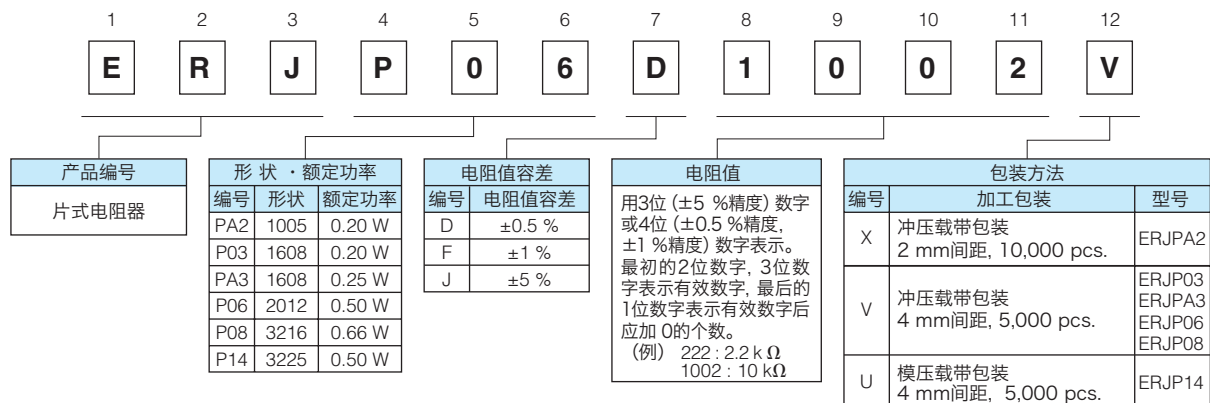 1 2 3 4 5 6 7 8 9 10 11 12
E R J P 0 6 D 1 0 0 2 V
产品编号
片式电阻器
形 状 ・额定功率
编号 形状 额定功率
PA2 1005 0.20 W
P03 1608 0.20 W
PA3 1608 0.25 W
P06 2012 0.50 W
P08 3216 0.66 W
P14 3225 0.50 W
电阻值容差
编号 电阻值容差
D ±0.5 %
F ±1 %
J ±5 %
电阻值
用3位 (±5 %精度) 数字
或4位 (±0.5 %精度,
±1 %精度) 数字表示。
最初的2位数字, 3位数
字表示有效数字, 最后的
1位数字表示有效数字后
应加 0的个数。
(例) 222 : 2.2 k Ω
1002 : 10 kΩ
包装方法
编号 加工包装 型号
X 冲压载带包装
2 mm间距, 10,000 pcs. ERJPA2
V 冲压载带包装
4 mm间距, 5,000 pcs.
ERJP03
ERJPA3
ERJP06
ERJP08
U 模压载带包装
4 mm间距, 5,000 pcs. ERJP14